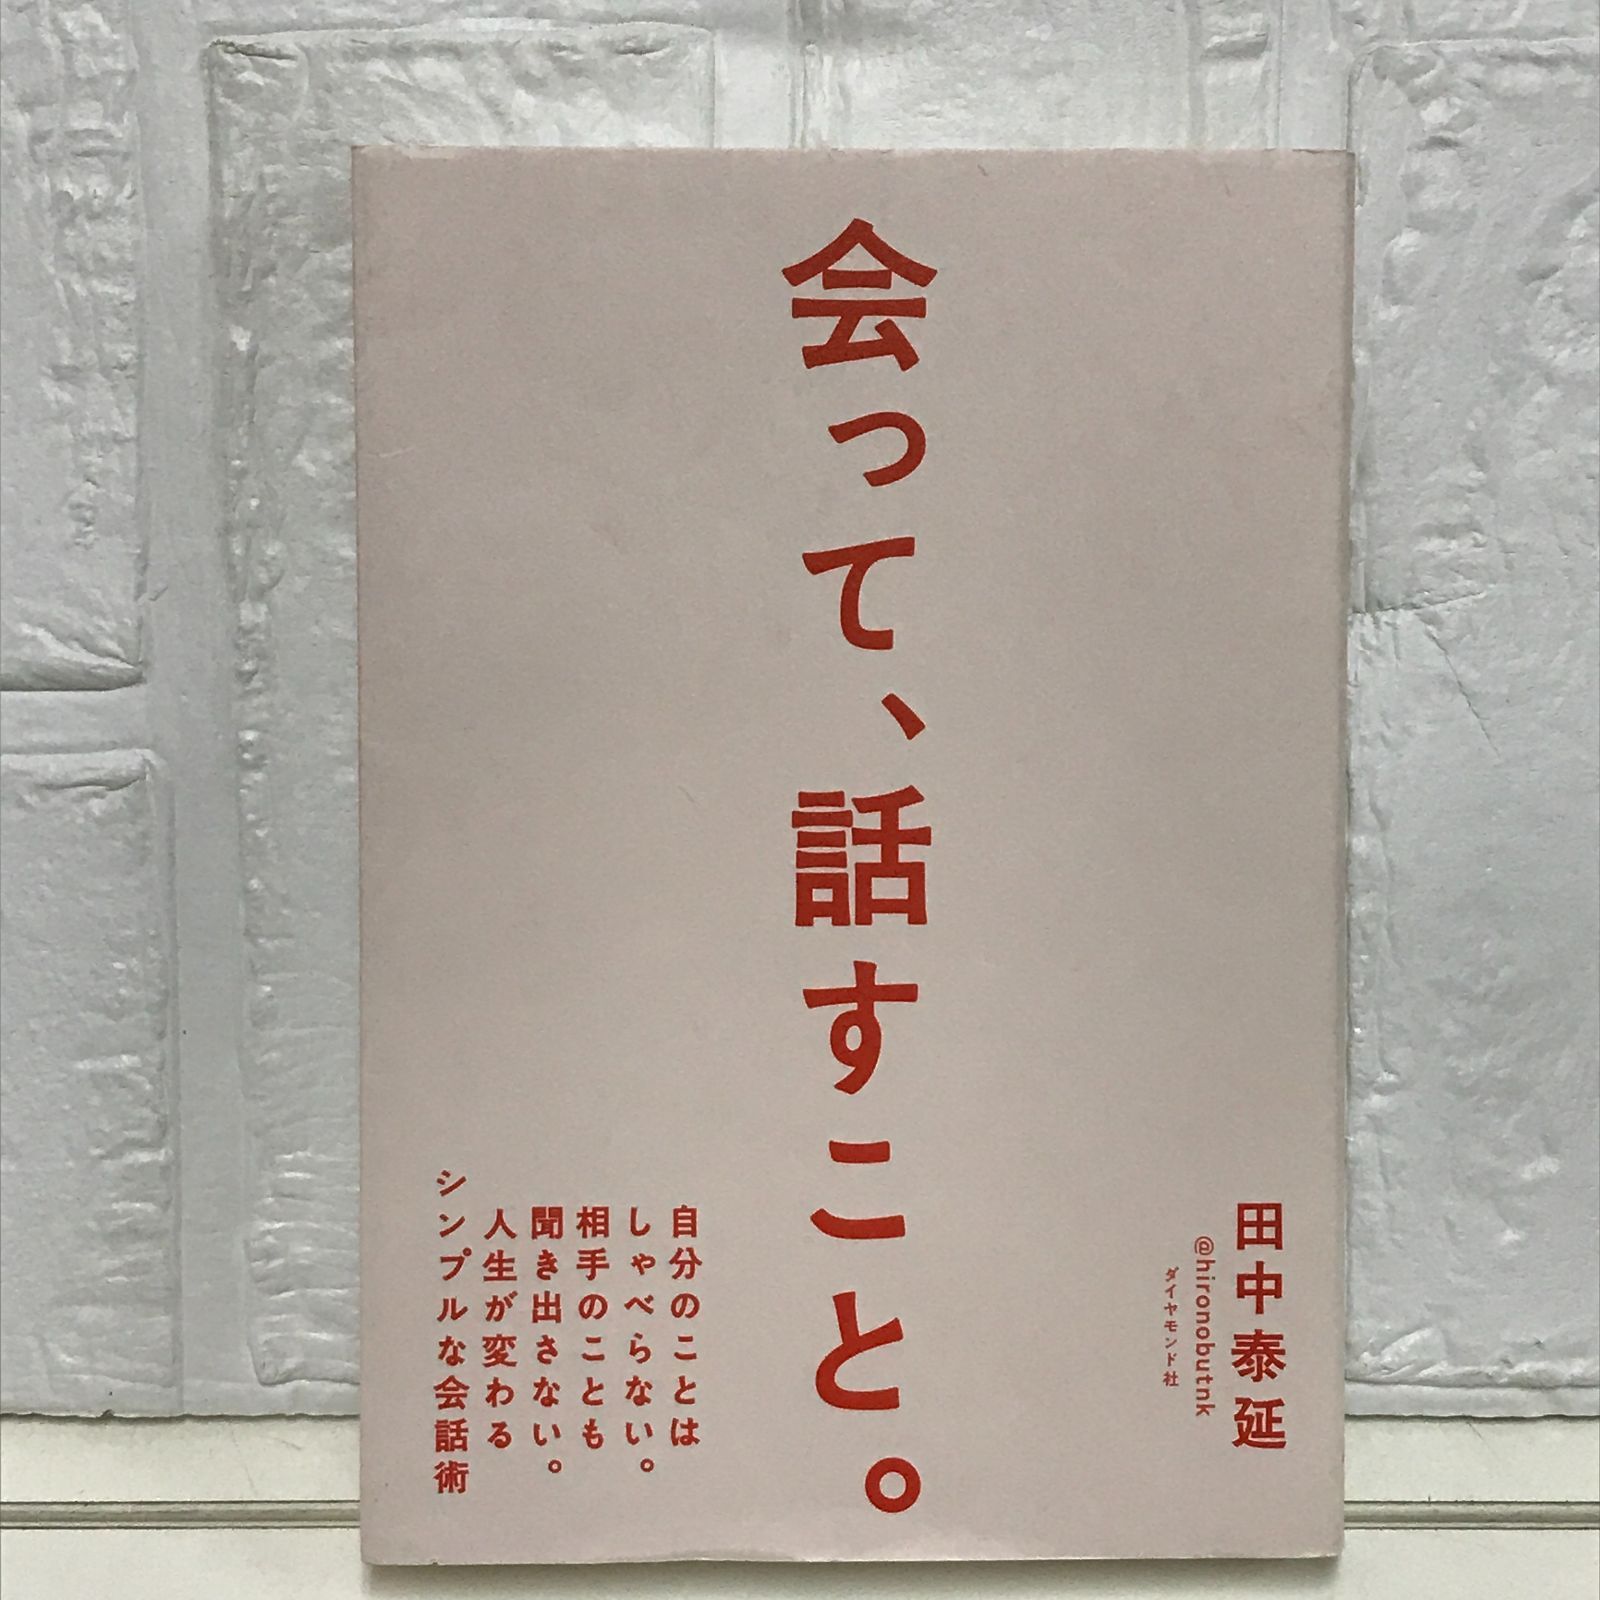 会って、話すこと。
田中泰延
@hironobutnk
ダイヤモンド社
自分のことは
しゃべらない。
相手のことも
聞き出さない。
人生が変わる
シンプルな会話術